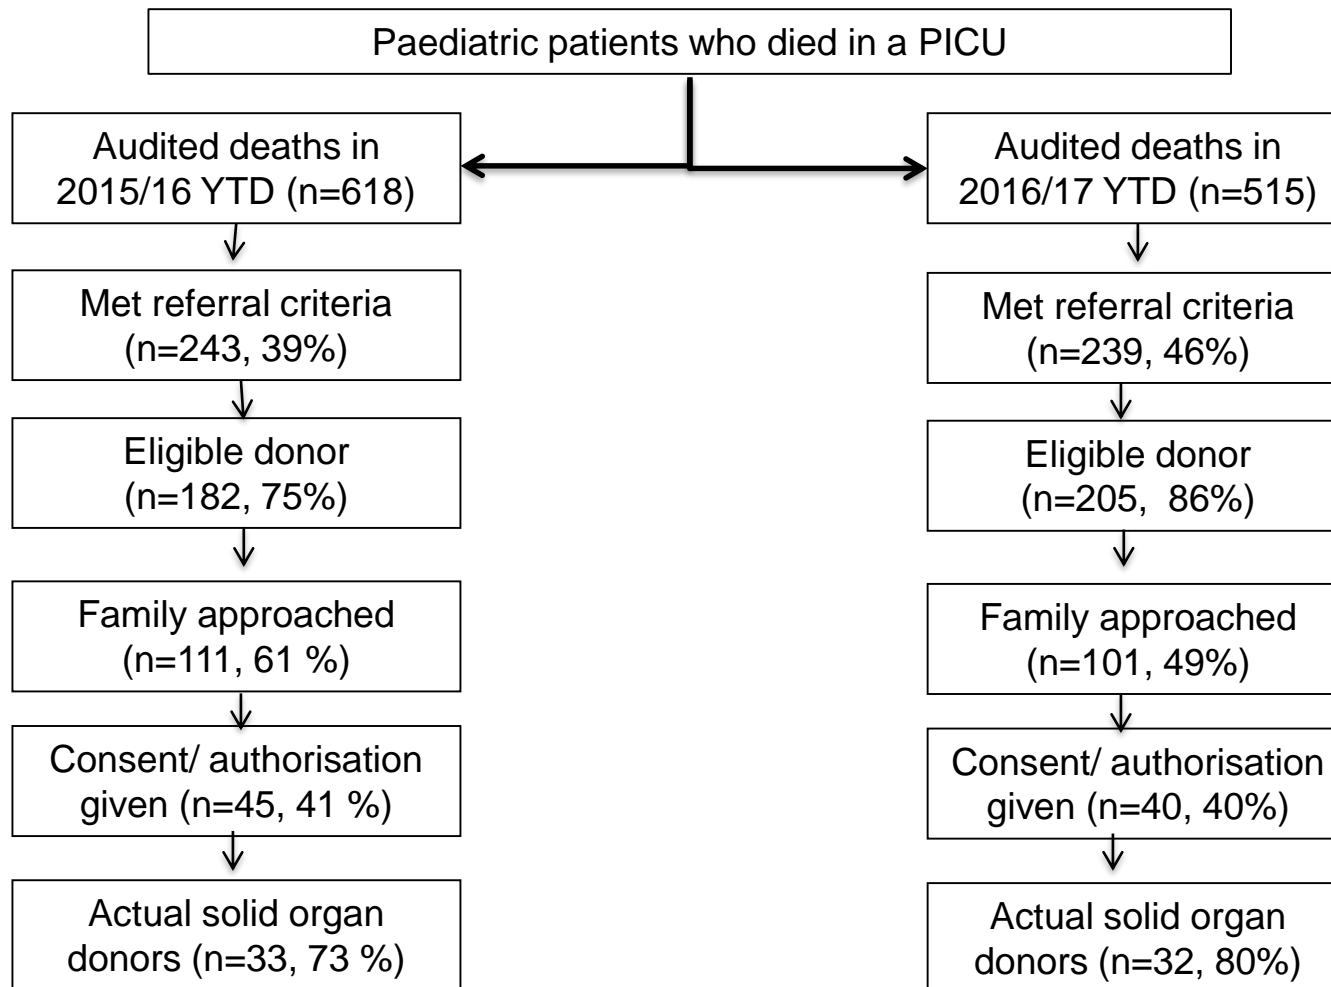 Paediatric patients who died in a PICU
Audited deaths in
2015/16 YTD (n=618)
Met referral criteria
(n=243, 39%)
Eligible donor
(n=182, 75%)
Family approached
(n=111, 61 %)
Consent/ authorisation
given (n=45, 41 %)
Actual solid organ
donors (n=33, 73 %)
Audited deaths in
2016/17 YTD (n=515)
Met referral criteria
(n=239, 46%)
Eligible donor
(n=205,  86%)
Family approached
(n=101, 49%)
Consent/ authorisation
given (n=40, 40%)
Actual solid organ
donors (n=32, 80%)